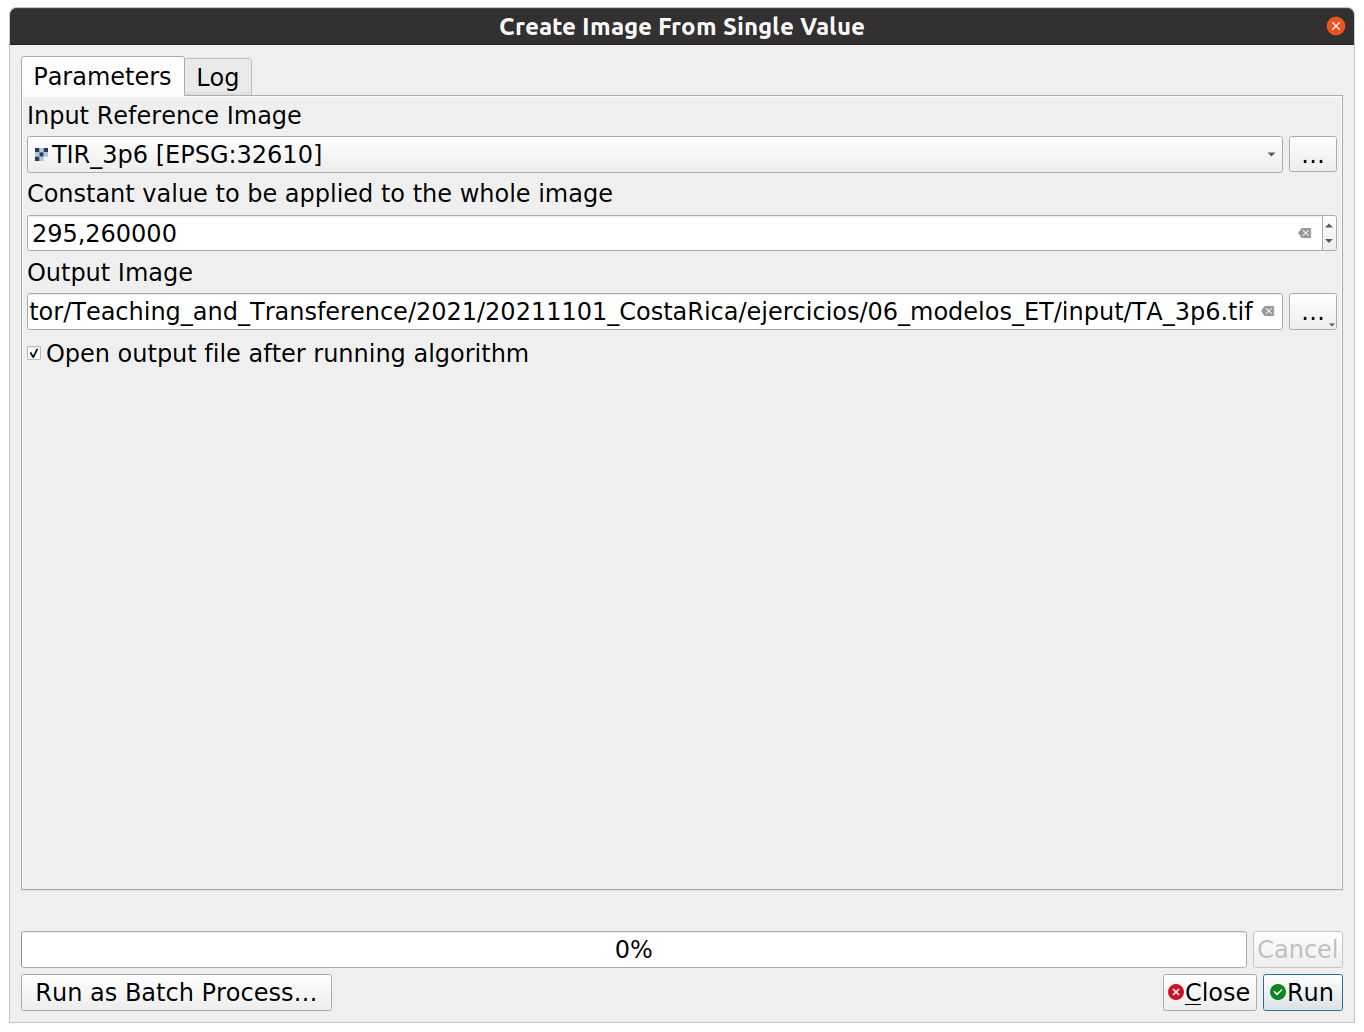 Create Image From Single Value
Parameters
Log
Input Reference Image
TIR_3p6 [EPSG:32610]
...
Constant value to be applied to the whole image
295,260000
Output Image
tor/Teaching_and_Transference/2021/20211101_CostaRica/ejercicios/06_modelos_ET/input/TA_3p6.tif
...
Open output file after running algorithm
0%
Cancel
Run as Batch Process...
Close
Run